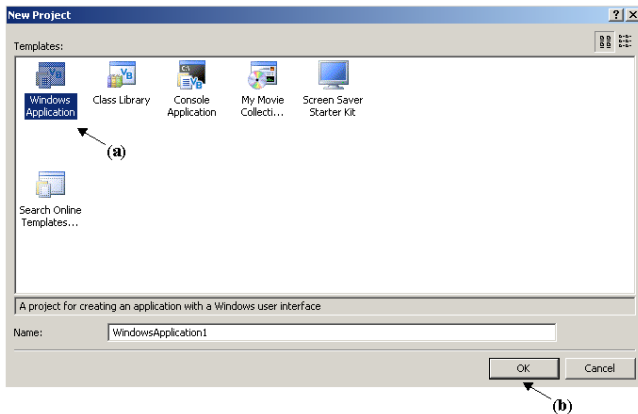 New Project
Templates:
Windows
Application
Class Library
Console
Application
My Movie
Collecti...
Screen Saver
Starter Kit
(a)
Search Online
Templates...
A project for creating an application with a Windows user interface
Name:
WindowsApplication1
OK
Cancel
(b)